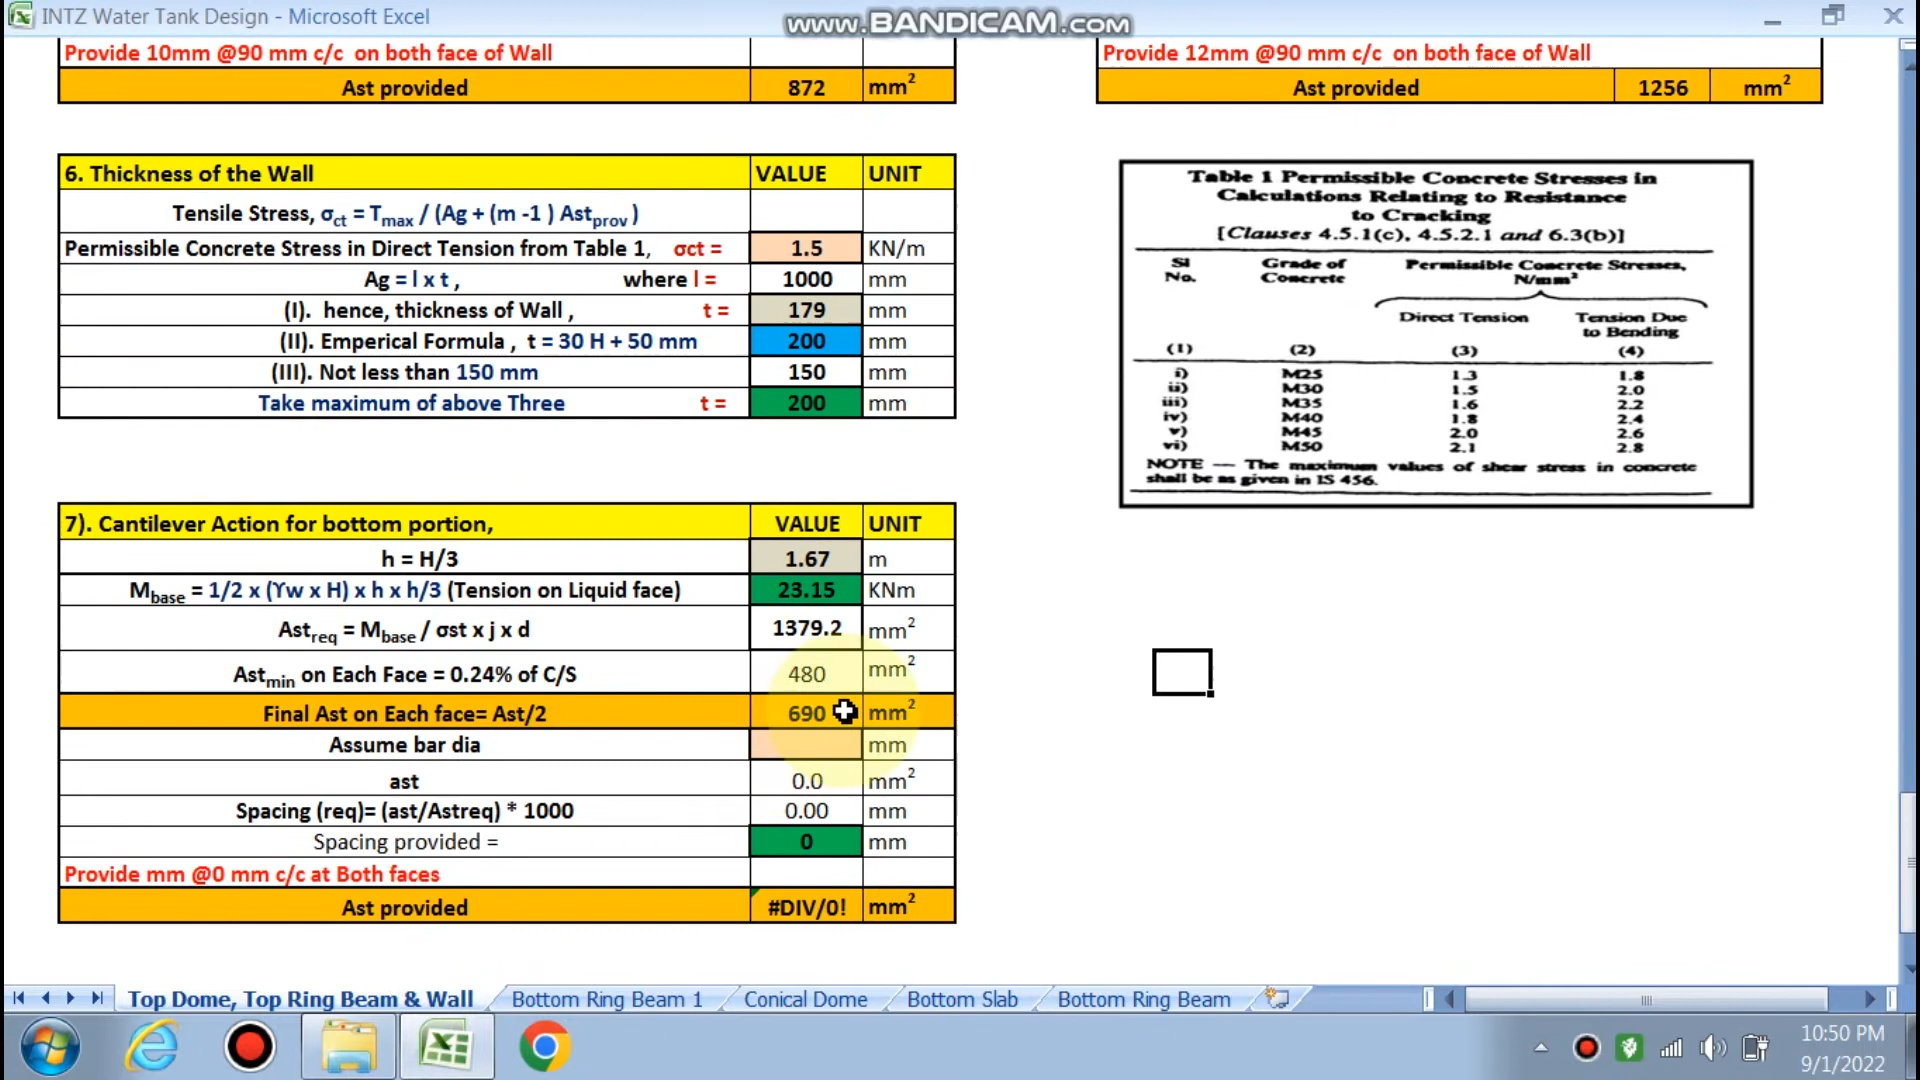 INTZ Water Tank Design - Microsoft Excel
www.BANDICAM.com
Provide 10mm @90 mm c/c on both face of Wall
Ast provided 872 mm2
Provide 12mm @90 mm c/c on both face of Wall
Ast provided 1256 mm2
6. Thickness of the Wall VALUE UNIT
Tensile Stress, σct = Tmax / (Ag + (m -1 ) Astprov )
Permissible Concrete Stress in Direct Tension from Table 1, σct = 1.5 KN/m
Ag = l x t , where l = 1000 mm
(I). hence, thickness of Wall , t = 179 mm
(II). Emperical Formula , t = 30 H + 50 mm 200 mm
(III). Not less than 150 mm 150 mm
Take maximum of above Three t = 200 mm
Table 1 Permissible Concrete Stresses in
Calculations Relating to Resistance
to Cracking
[Clauses 4.5.1(c), 4.5.2.1 and 6.3(b)]
Sl Grade of Permissible Concrete Stresses,
No. Concrete N/mm2
Direct Tension Tension Due
to Bending
(1) (2) (3) (4)
i) M25 1.3 1.8
ii) M30 1.5 2.0
iii) M35 1.6 2.2
iv) M40 1.8 2.4
v) M45 2.0 2.6
vi) M50 2.1 2.8
NOTE — The maximum values of shear stress in concrete
shall be as given in IS 456.
7). Cantilever Action for bottom portion, VALUE UNIT
h = H/3 1.67 m
Mbase = 1/2 x (ϒw x H) x h x h/3 (Tension on Liquid face) 23.15 KNm
Astreq = Mbase / σst x j x d 1379.2 mm2
Astmin on Each Face = 0.24% of C/S 480 mm2
Final Ast on Each face= Ast/2 690 mm2
Assume bar dia mm
ast 0.0 mm2
Spacing (req)= (ast/Astreq) * 1000 0.00 mm
Spacing provided = 0 mm
Provide mm @0 mm c/c at Both faces
Ast provided #DIV/0! mm2
Top Dome, Top Ring Beam & Wall Bottom Ring Beam 1 Conical Dome Bottom Slab Bottom Ring Beam
10:50 PM
9/1/2022